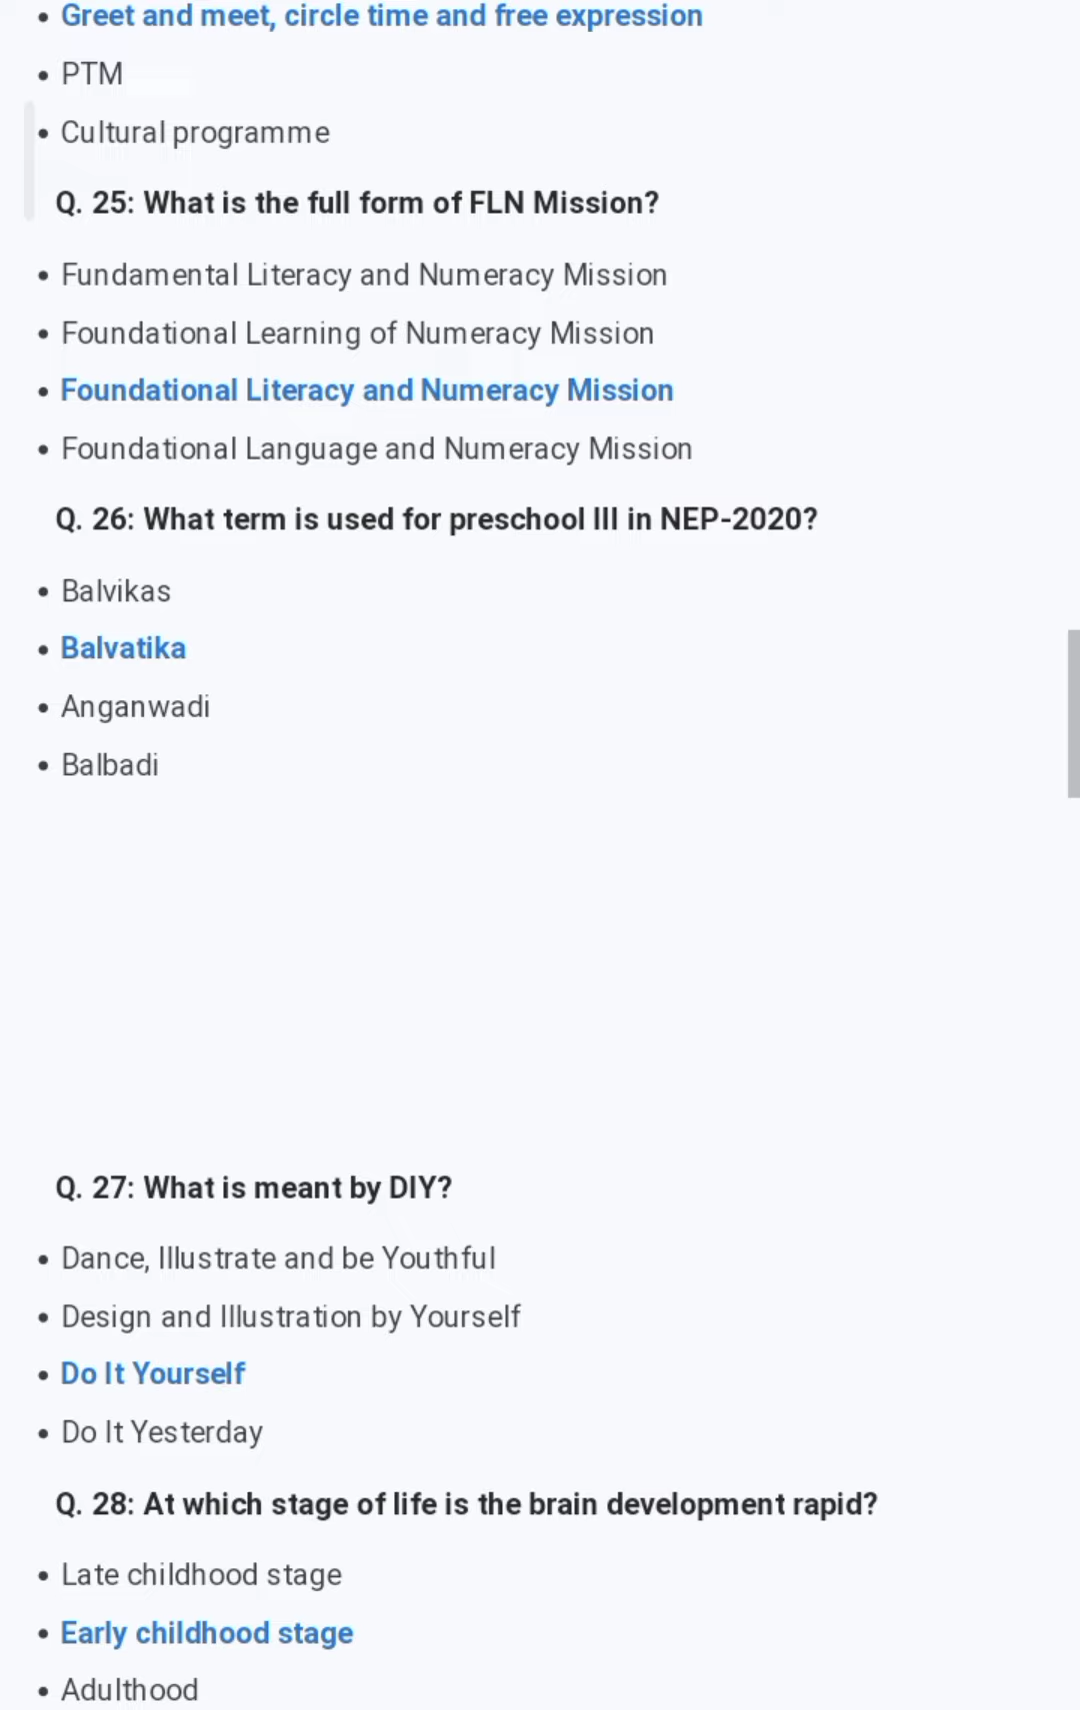 Greet and meet, circle time and free expression
PTM
Cultural programme
Q. 25: What is the full form of FLN Mission?
Fundamental Literacy and Numeracy Mission
Foundational Learning of Numeracy Mission
Foundational Literacy and Numeracy Mission
Foundational Language and Numeracy Mission
Q. 26: What term is used for preschool III in NEP-2020?
Balvikas
Balvatika
Anganwadi
Balbadi
Q. 27: What is meant by DIY?
Dance, Illustrate and be Youthful
Design and Illustration by Yourself
Do It Yourself
Do It Yesterday
Q. 28: At which stage of life is the brain development rapid?
Late childhood stage
Early childhood stage
Adulthood